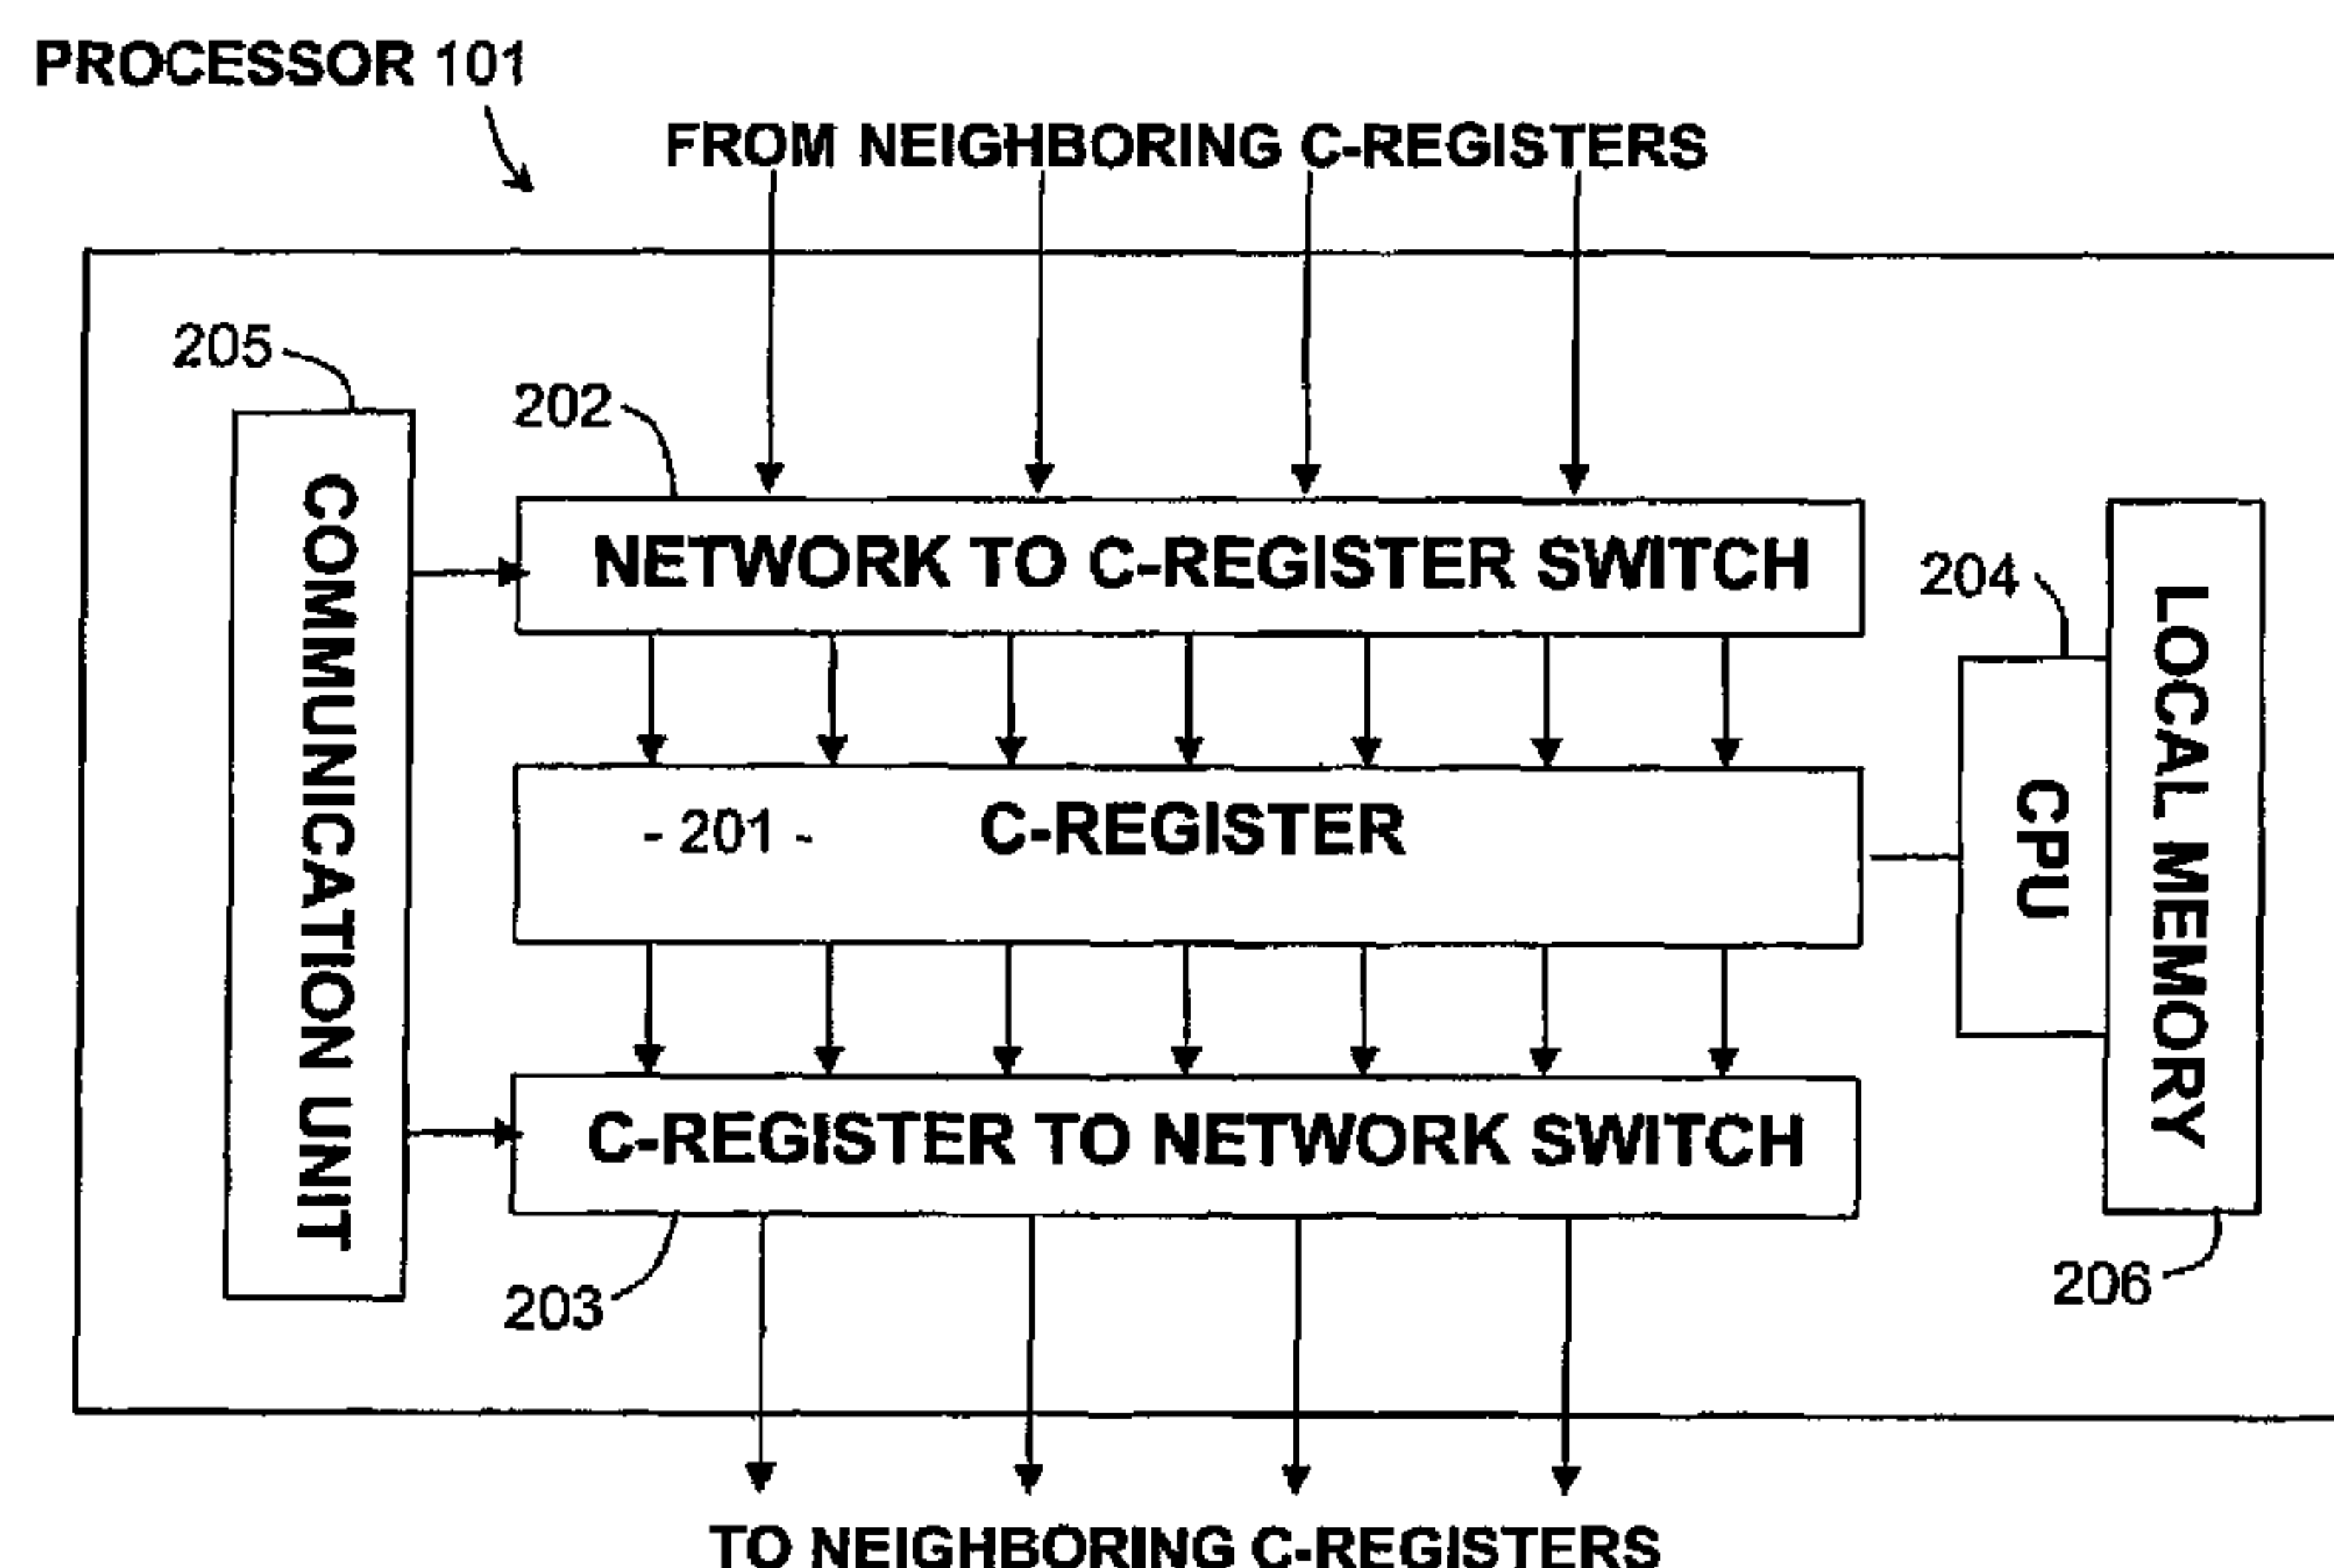 PROCESSOR 101
FROM NEIGHBORING C-REGISTERS
205
202
NETWORK TO C-REGISTER SWITCH
204
COMMUNICATION UNIT
- 201 - C-REGISTER
CPU
LOCAL MEMORY
C-REGISTER TO NETWORK SWITCH
203
206
TO NEIGHBORING C-REGISTERS